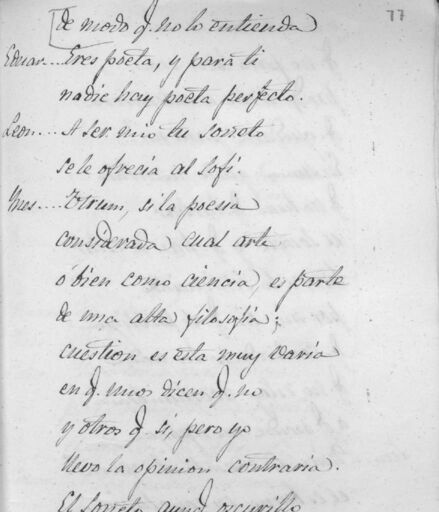 77
de modo q. no lo entienda
Eduar... Eres poeta, y para ti
nadie hay poeta perfecto.
Leon... A ser mio tu soneto
se le ofrecia al Sofi.
Utrum, si la poesia
considerada cual arte
ó bien como ciencia, es parte
de una alta filosofia;
cuestion es esta muy varia
en q. unos dicen q. no
y otros q. si, pero yo
llevo la opinion contraria.
El soneto aunq. oscurillo